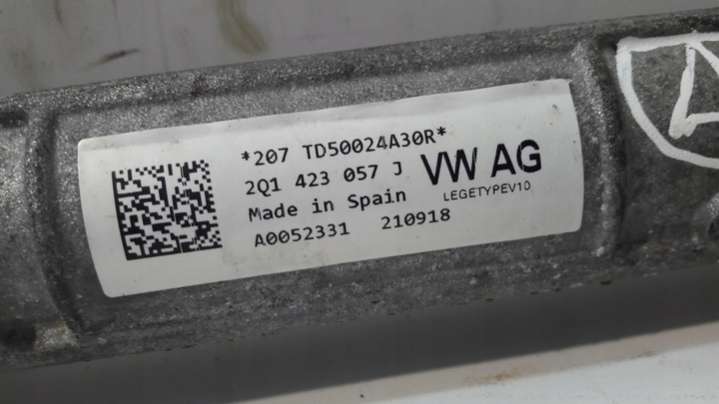 *207 TD50024A30R*
2Q1 423 057 J VW AG
LEGETYPEV10
Made in Spain
A0052331 210918